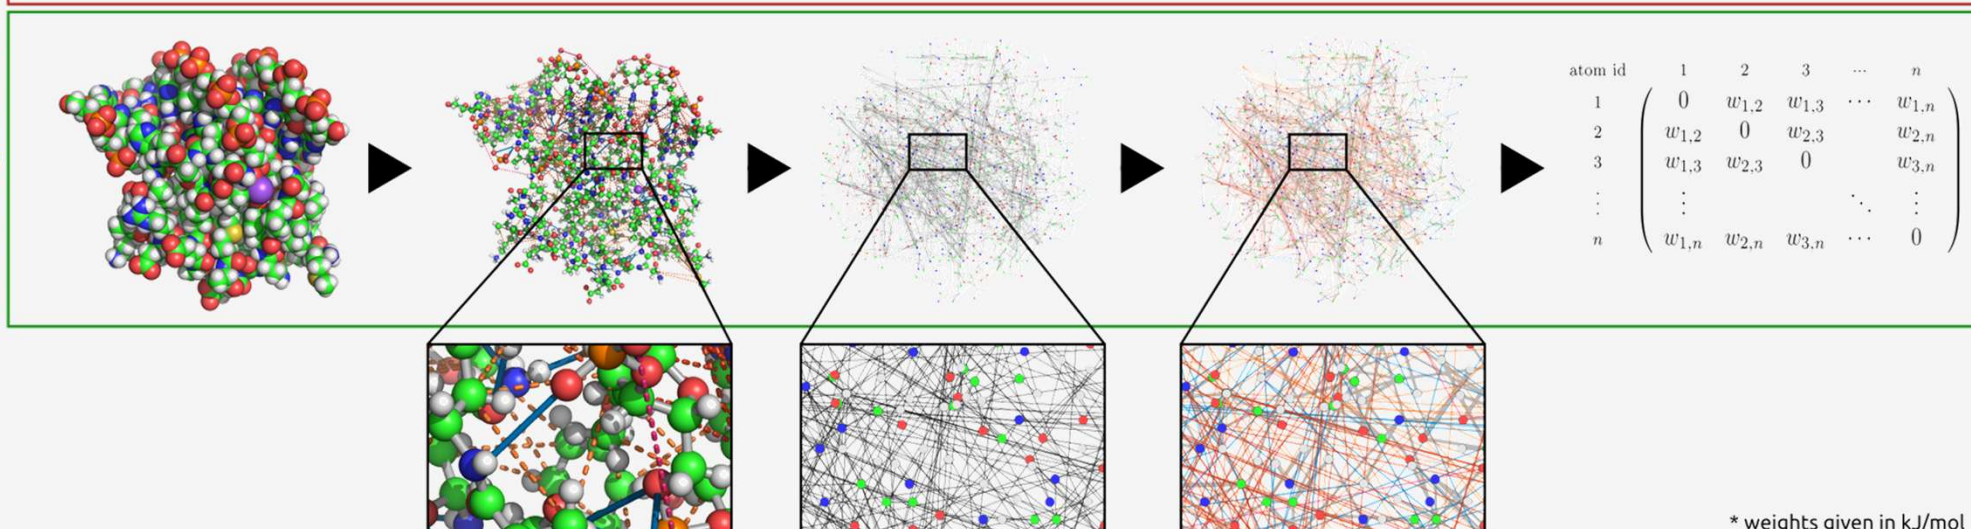 atom id 1 2 3 ... n
1 0 w1,2 w1,3 ⋯ w1,n
2 w1,2 0 w2,3 w2,n
3 w1,3 w2,3 0 w3,n
⋮ ⋮ ⋱ ⋮
n w1,n w2,n w3,n ⋯ 0
* weights given in kJ/mol